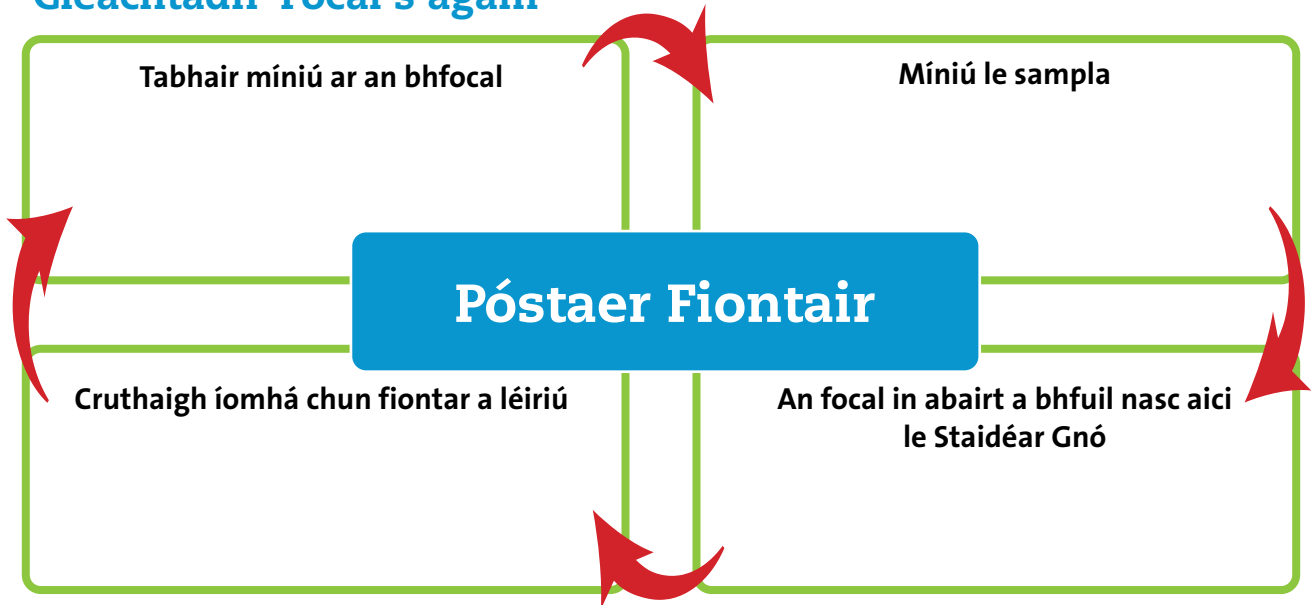 Tabhair míniú ar an bhfocal
Míniú le sampla
Póstaer Fiontair
Cruthaigh íomhá chun fiontar a léiriú
An focal in abairt a bhfuil nasc aici
le Staidéar Gnó